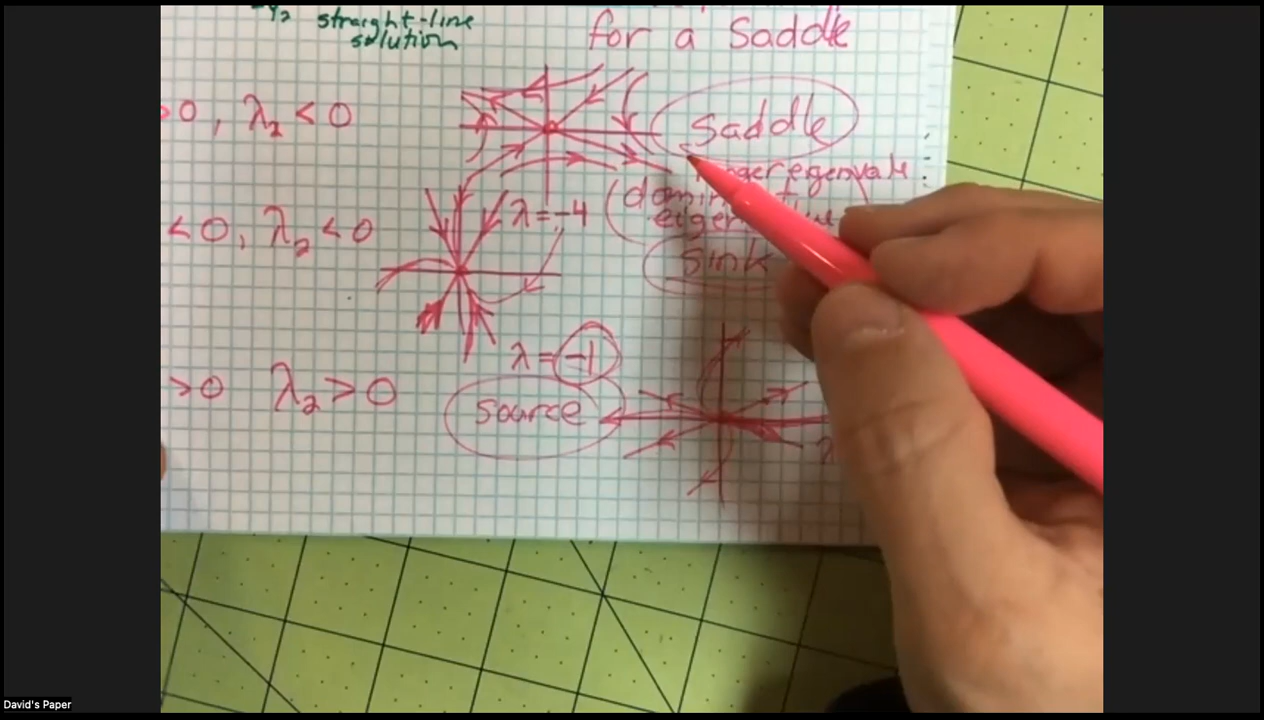 straight-line
solution
for a Saddle
>0, λ₂<0
saddle
λ=-4
<0, λ₂<0
sink
λ=-1
>0 λ₂>0
source
David's Paper